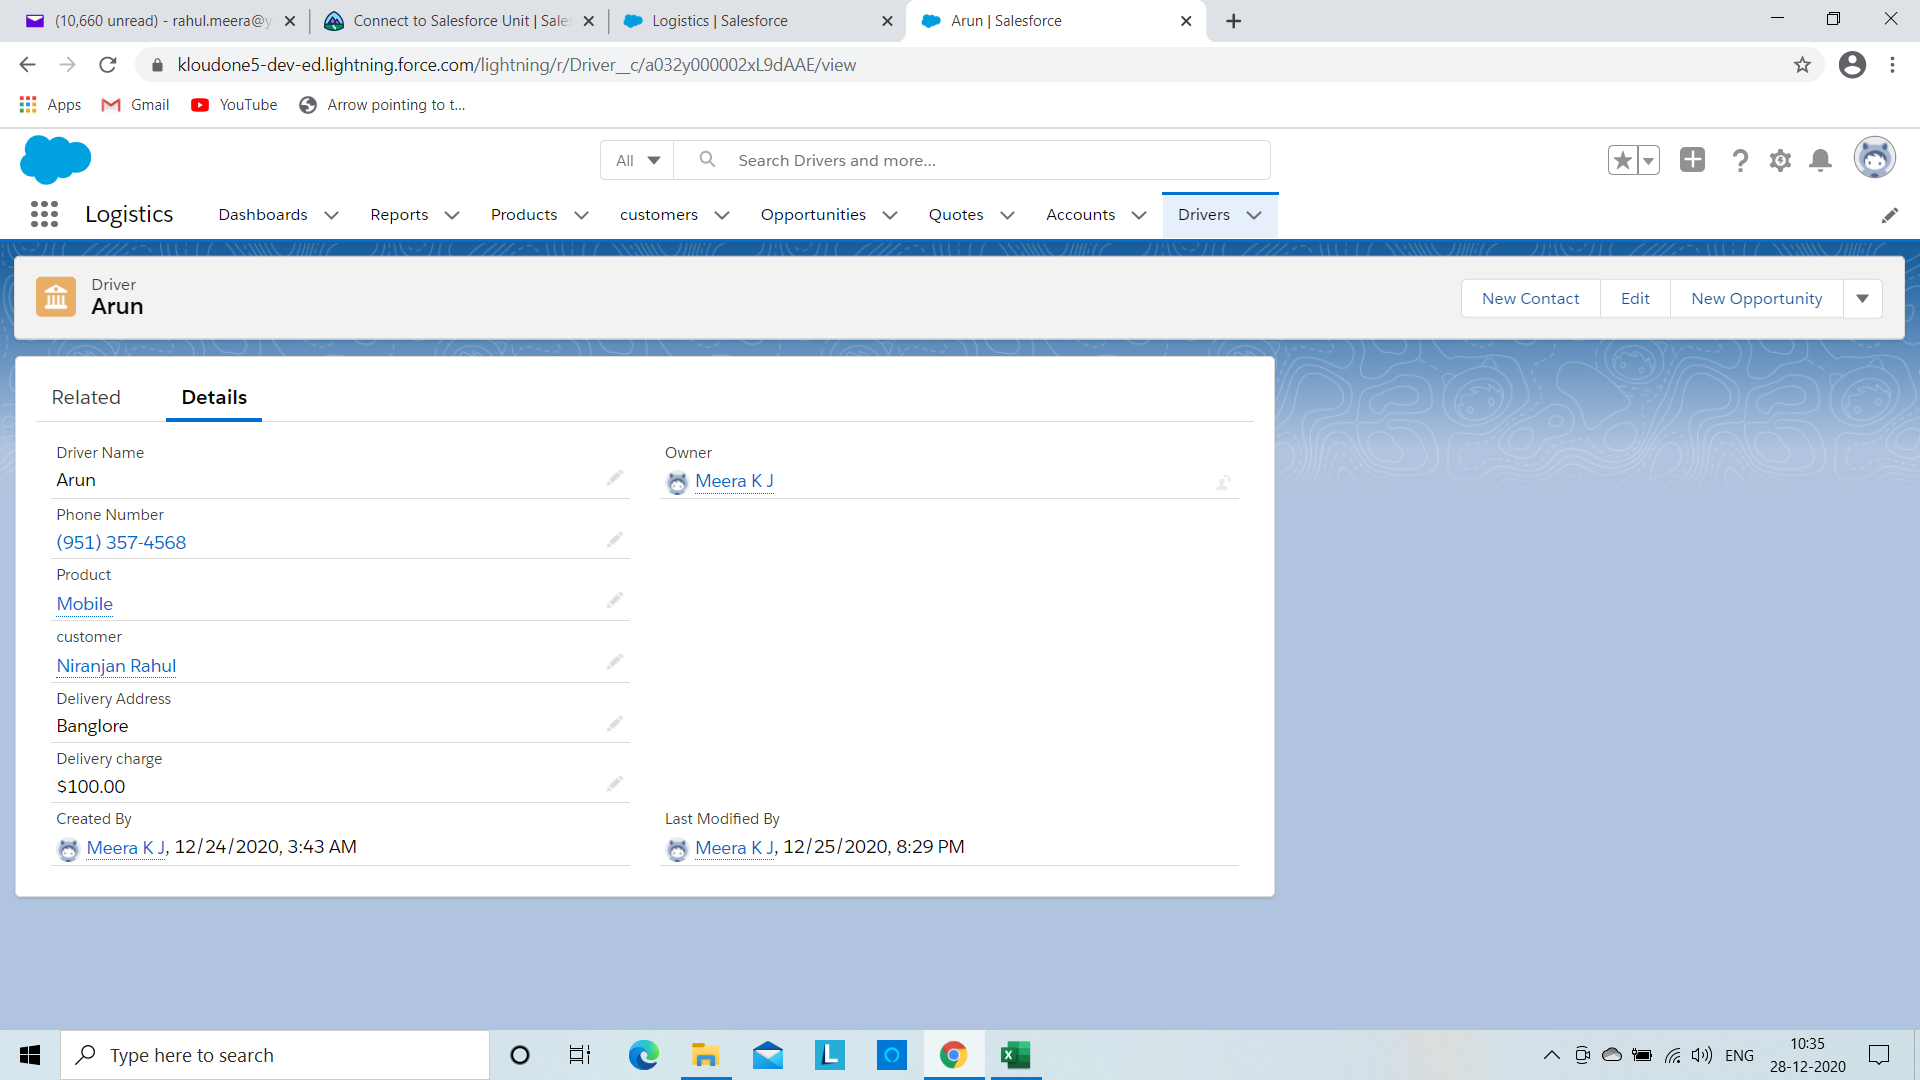 (10,660 unread) - rahul.meera@y
Connect to Salesforce Unit | Sales
Logistics | Salesforce
Arun | Salesforce
kloudone5-dev-ed.lightning.force.com/lightning/r/Driver__c/a032y000002xL9dAAE/view
Apps
Gmail
YouTube
Arrow pointing to t...
All
Search Drivers and more...
Logistics
Dashboards
Reports
Products
customers
Opportunities
Quotes
Accounts
Drivers
Driver
Arun
New Contact
Edit
New Opportunity
Related
Details
Driver Name
Arun
Owner
Meera K J
Phone Number
(951) 357-4568
Product
Mobile
customer
Niranjan Rahul
Delivery Address
Banglore
Delivery charge
$100.00
Created By
Meera K J, 12/24/2020, 3:43 AM
Last Modified By
Meera K J, 12/25/2020, 8:29 PM
Type here to search
L
ENG
10:35
28-12-2020